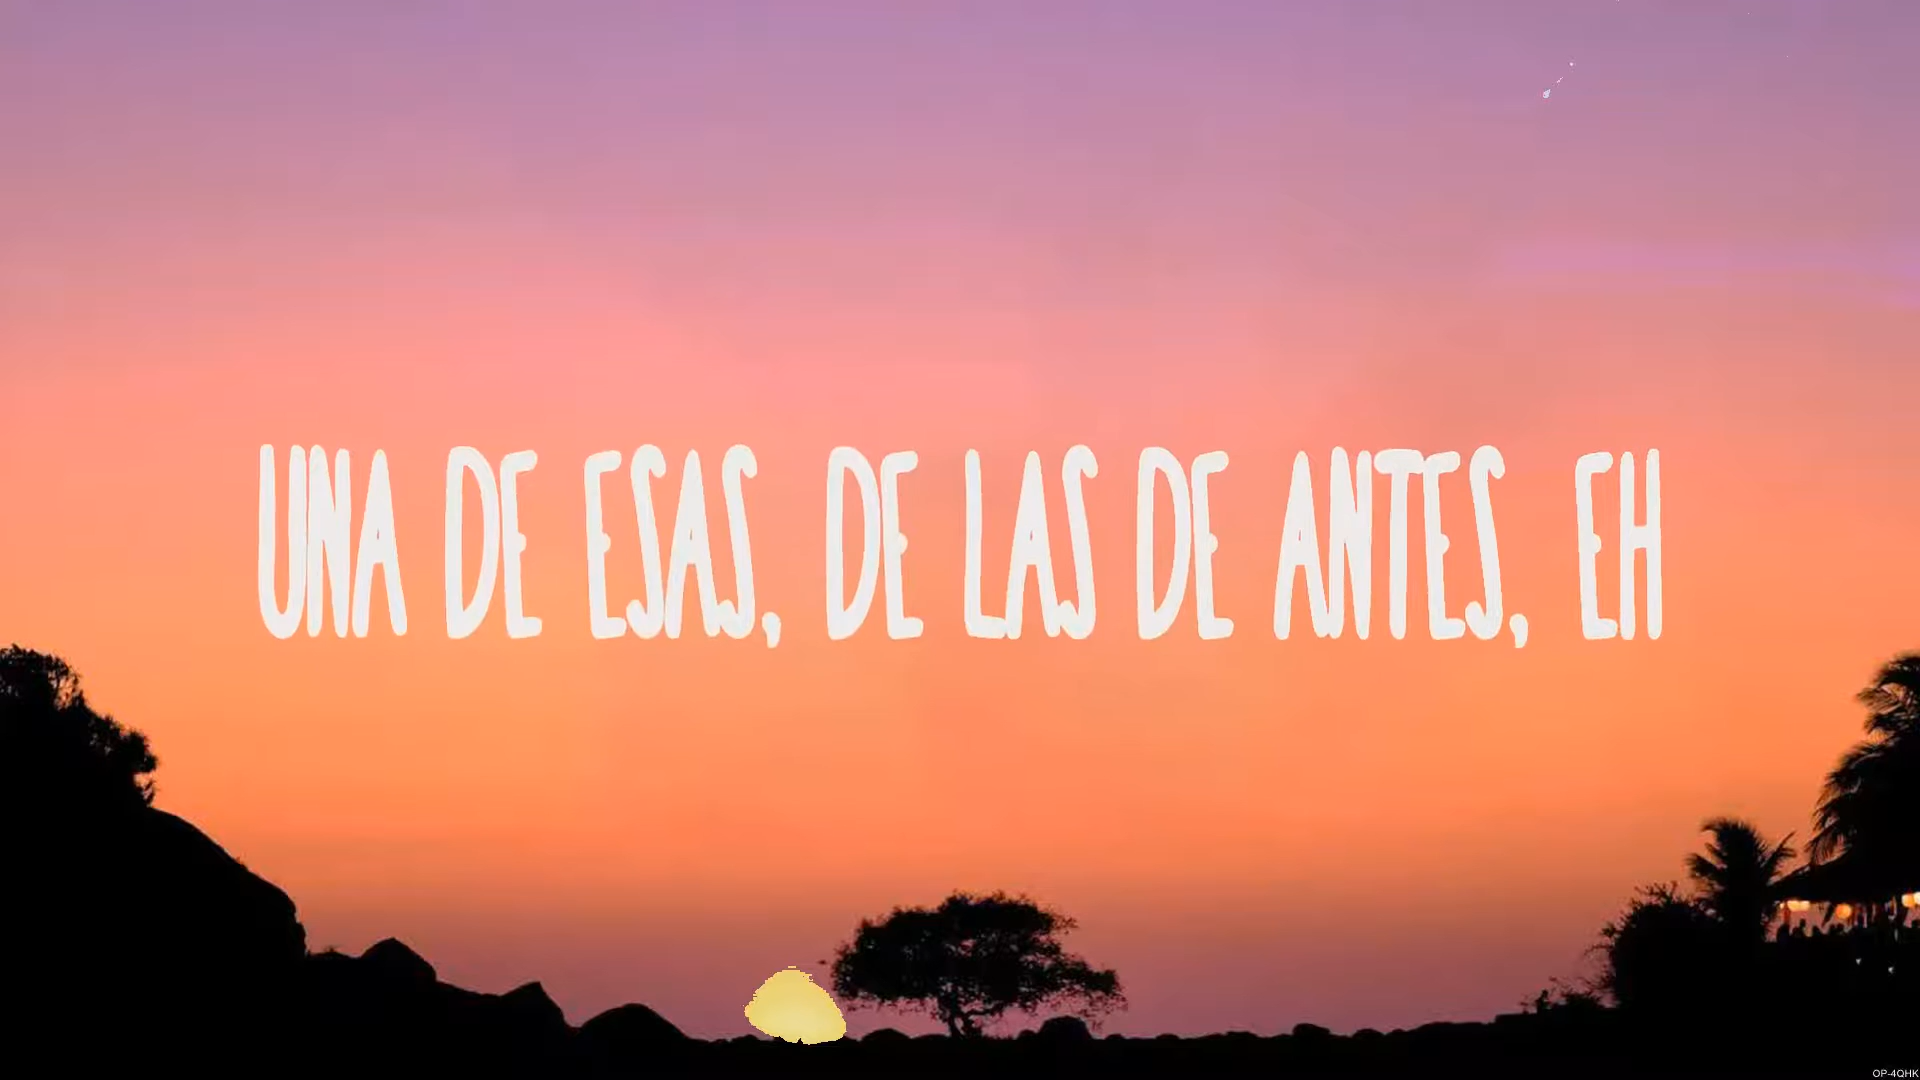 UNA DE ESAS, DE LAS DE ANTES, EH
OP-4QHK